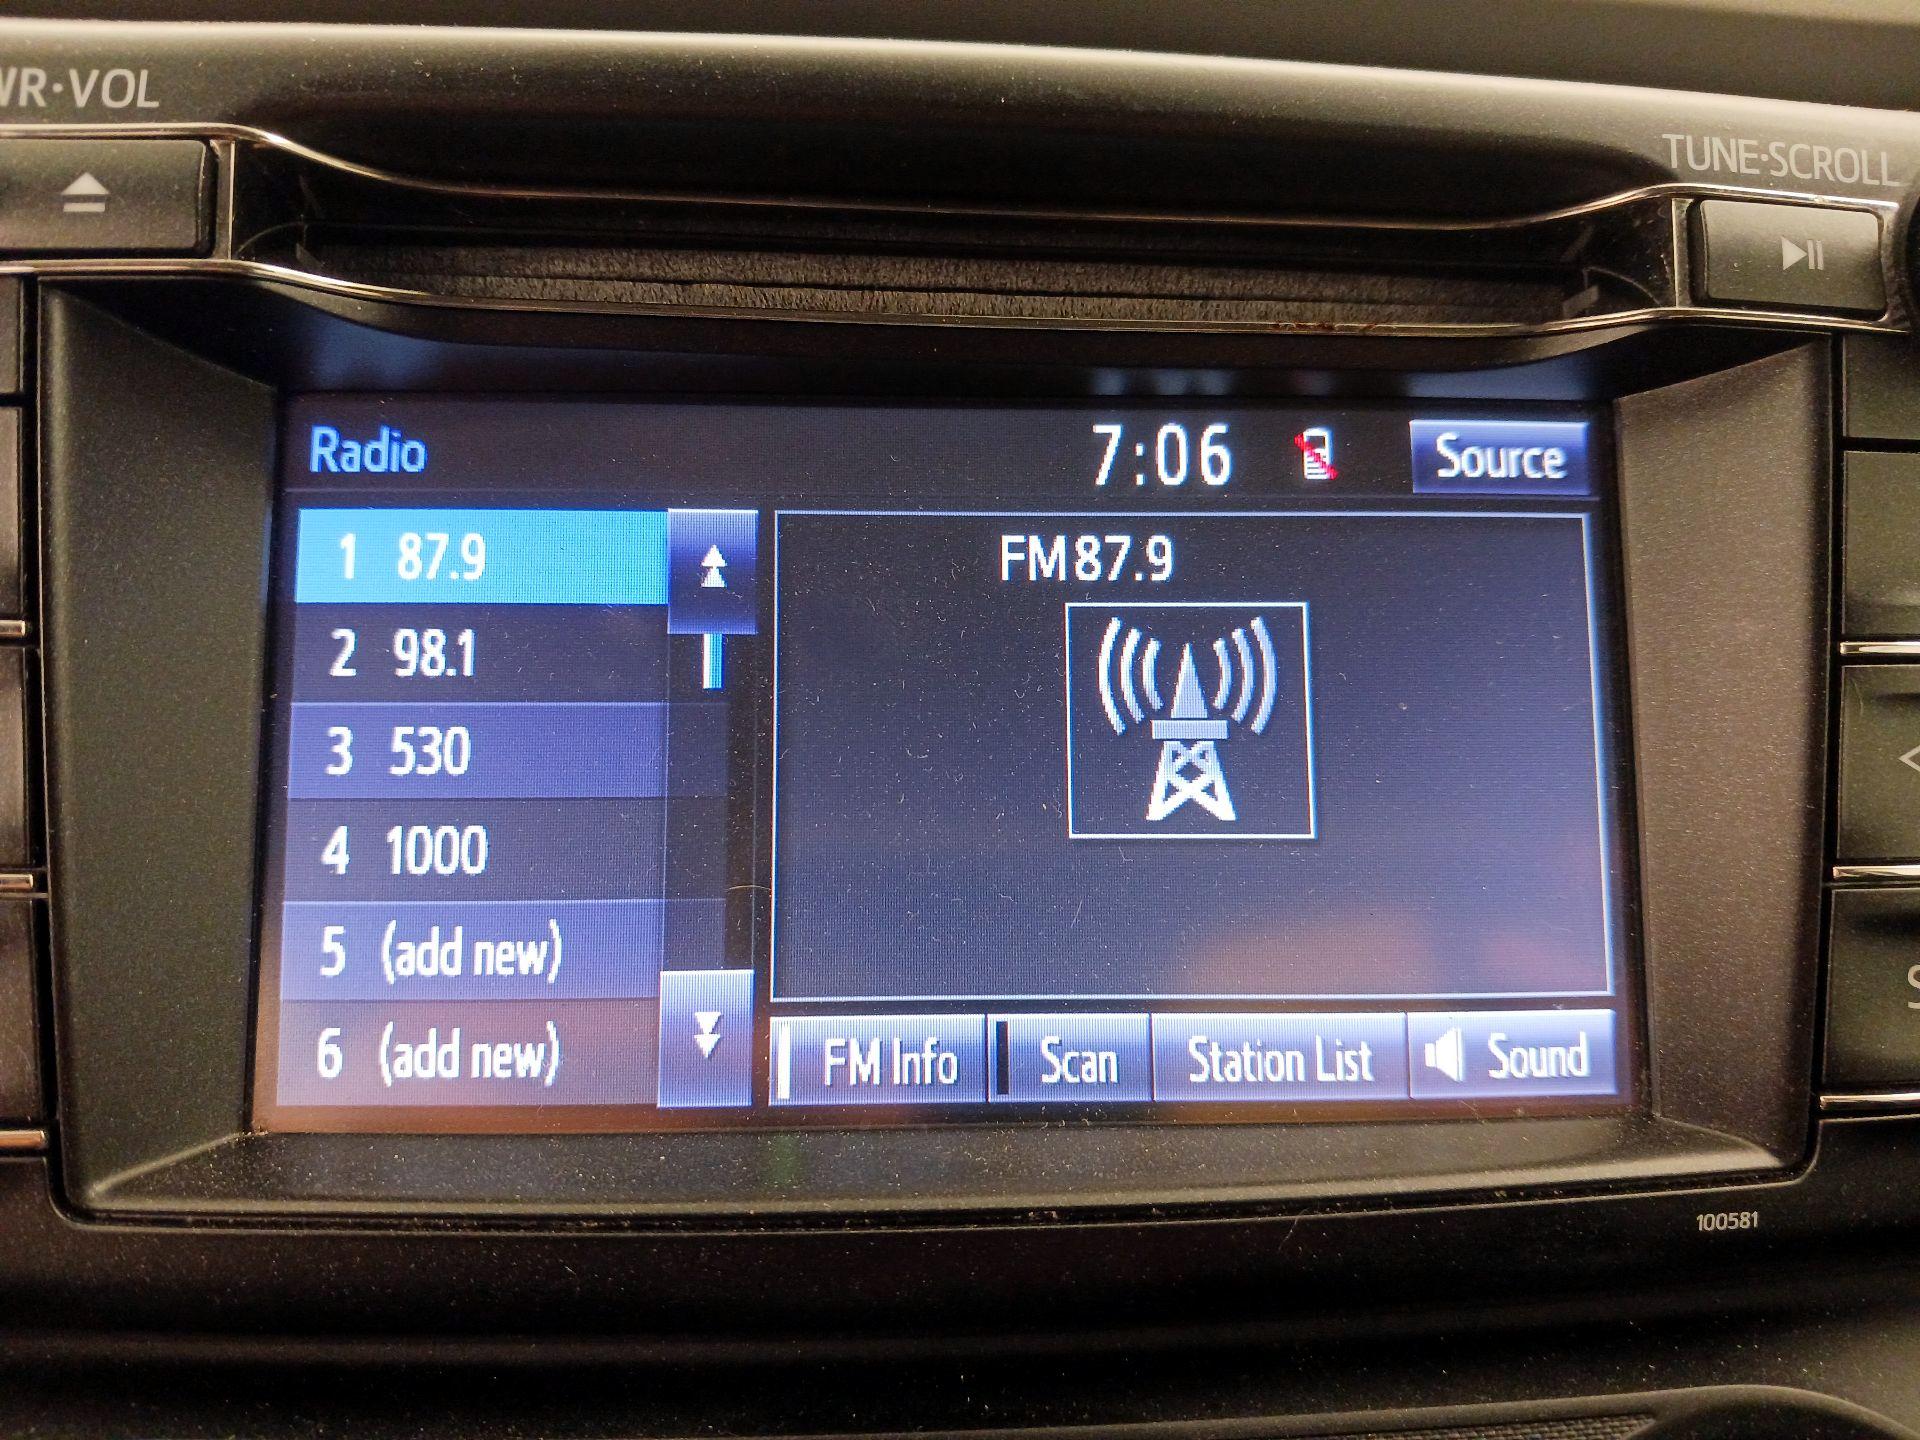 WR·VOL
TUNE·SCROLL
Radio
7:06
Source
1 87.9
2 98.1
3 530
4 1000
5 (add new)
6 (add new)
FM87.9
FM Info
Scan
Station List
Sound
100581